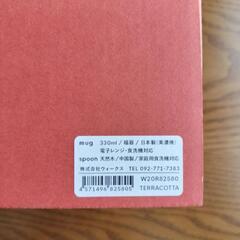 mug 330ml / 磁器 / 日本製(美濃焼)
電子レンジ・食洗機対応
spoon 天然木 / 中国製 / 家庭用食洗機対応
株式会社ウィークス TEL 092-771-7383
W20R82580
4 571496 825805
TERRACOTTA